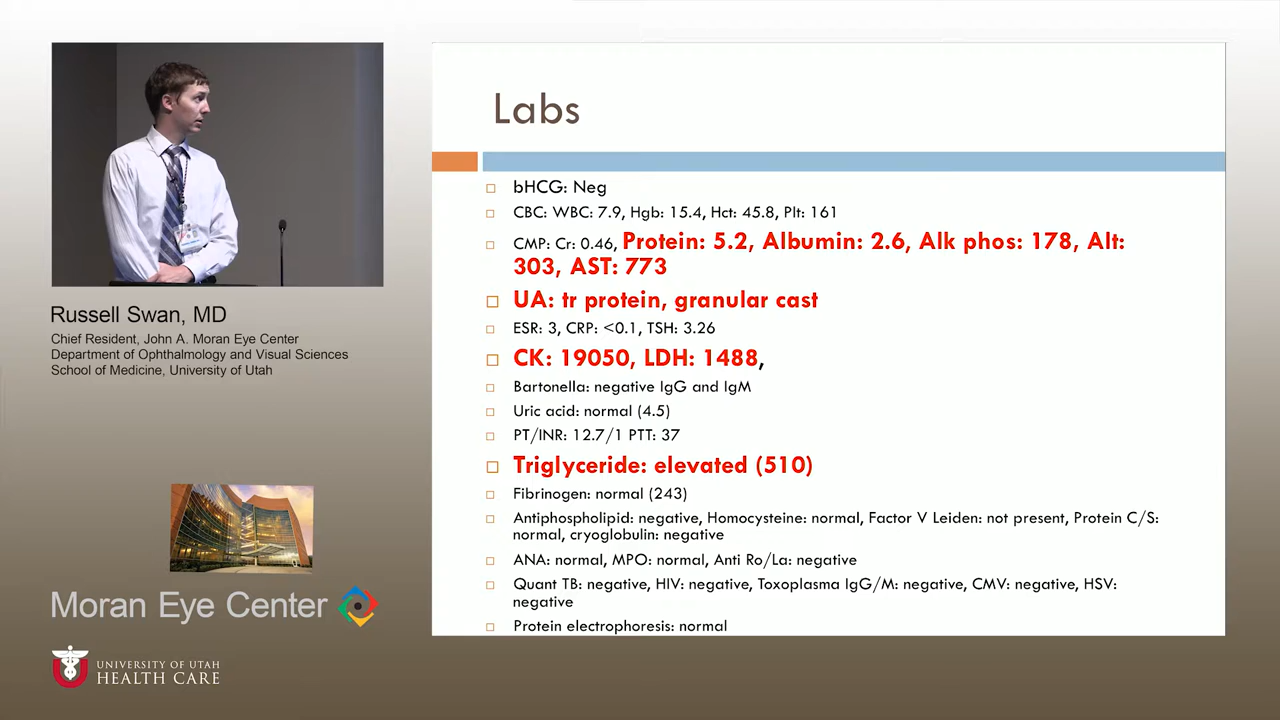 Labs
bHCG: Neg
CBC: WBC: 7.9, Hgb: 15.4, Hct: 45.8, Plt: 161
CMP: Cr: 0.46, Protein: 5.2, Albumin: 2.6, Alk phos: 178, Alt:
303, AST: 773
UA: tr protein, granular cast
ESR: 3, CRP: <0.1, TSH: 3.26
CK: 19050, LDH: 1488,
Bartonella: negative IgG and IgM
Uric acid: normal (4.5)
PT/INR: 12.7/1 PTT: 37
Triglyceride: elevated (510)
Fibrinogen: normal (243)
Antiphospholipid: negative, Homocysteine: normal, Factor V Leiden: not present, Protein C/S:
normal, cryoglobulin: negative
ANA: normal, MPO: normal, Anti Ro/La: negative
Quant TB: negative, HIV: negative, Toxoplasma IgG/M: negative, CMV: negative, HSV:
negative
Protein electrophoresis: normal
Russell Swan, MD
Chief Resident, John A. Moran Eye Center
Department of Ophthalmology and Visual Sciences
School of Medicine, University of Utah
Moran Eye Center
UNIVERSITY OF UTAH
HEALTH CARE